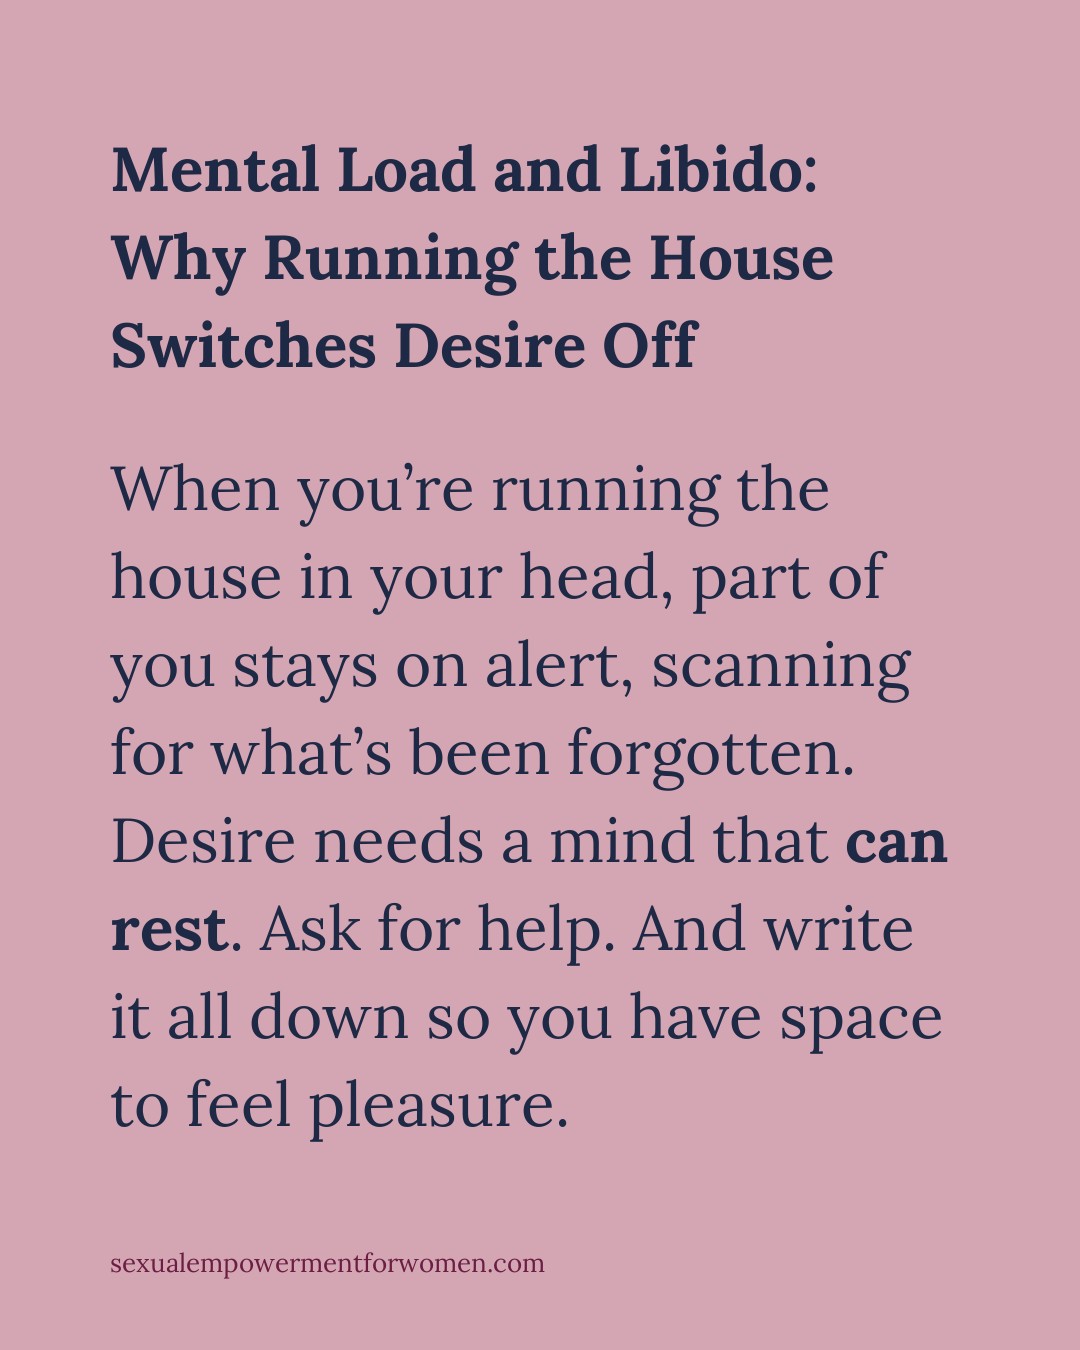 Mental Load and Libido:
Why Running the House
Switches Desire Off
When you’re running the
house in your head, part of
you stays on alert, scanning
for what’s been forgotten.
Desire needs a mind that can
rest. Ask for help. And write
it all down so you have space
to feel pleasure.
sexualempowermentforwomen.com